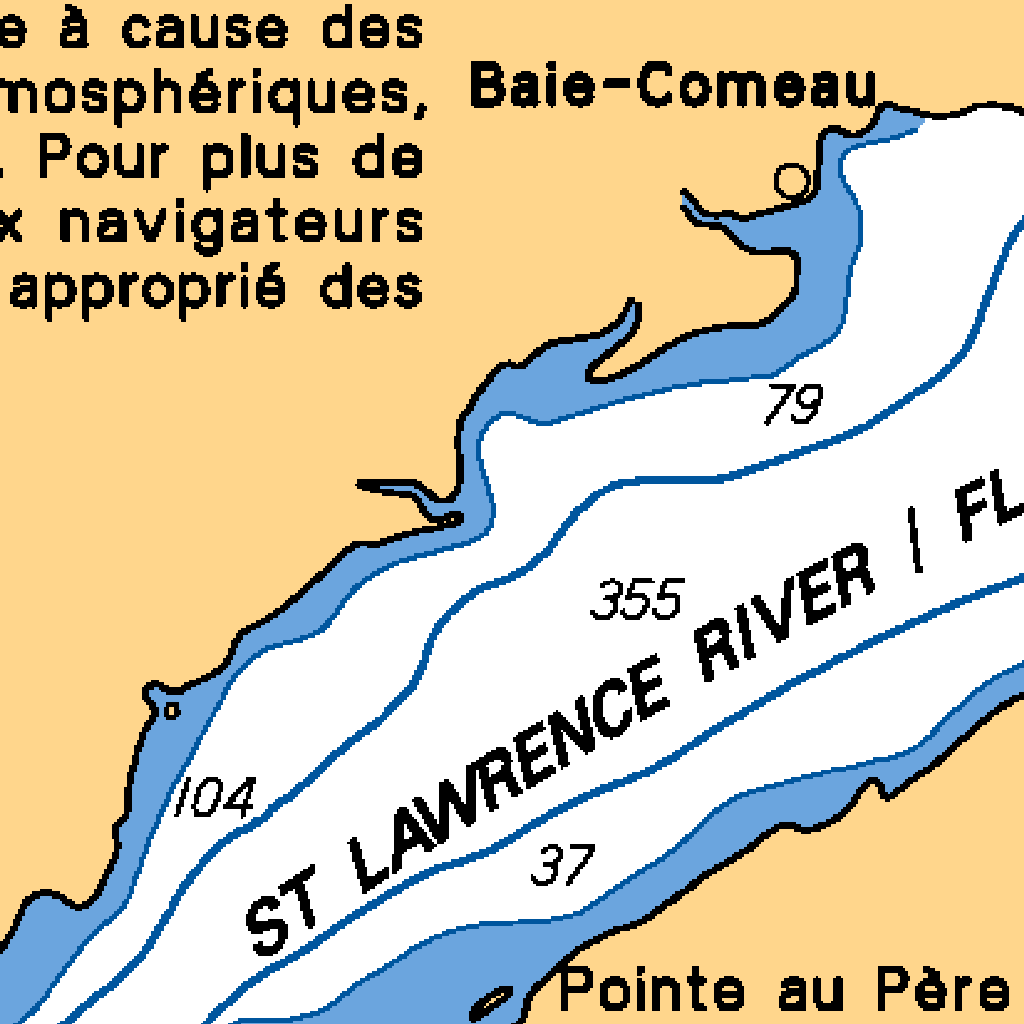 à cause des
mosphériques,
. Pour plus de
x navigateurs
approprié des
Baie-Comeau
79
355
ST LAWRENCE RIVER / FL
104
37
Pointe au Père